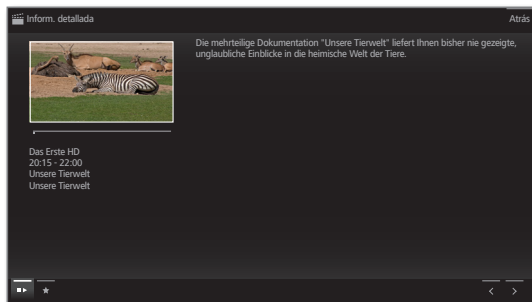 Inform. detallada
Atrás
Die mehrteilige Dokumentation "Unsere Tierwelt" liefert Ihnen bisher nie gezeigte,
unglaubliche Einblicke in die heimische Welt der Tiere.
Das Erste HD
20:15 - 22:00
Unsere Tierwelt
Unsere Tierwelt